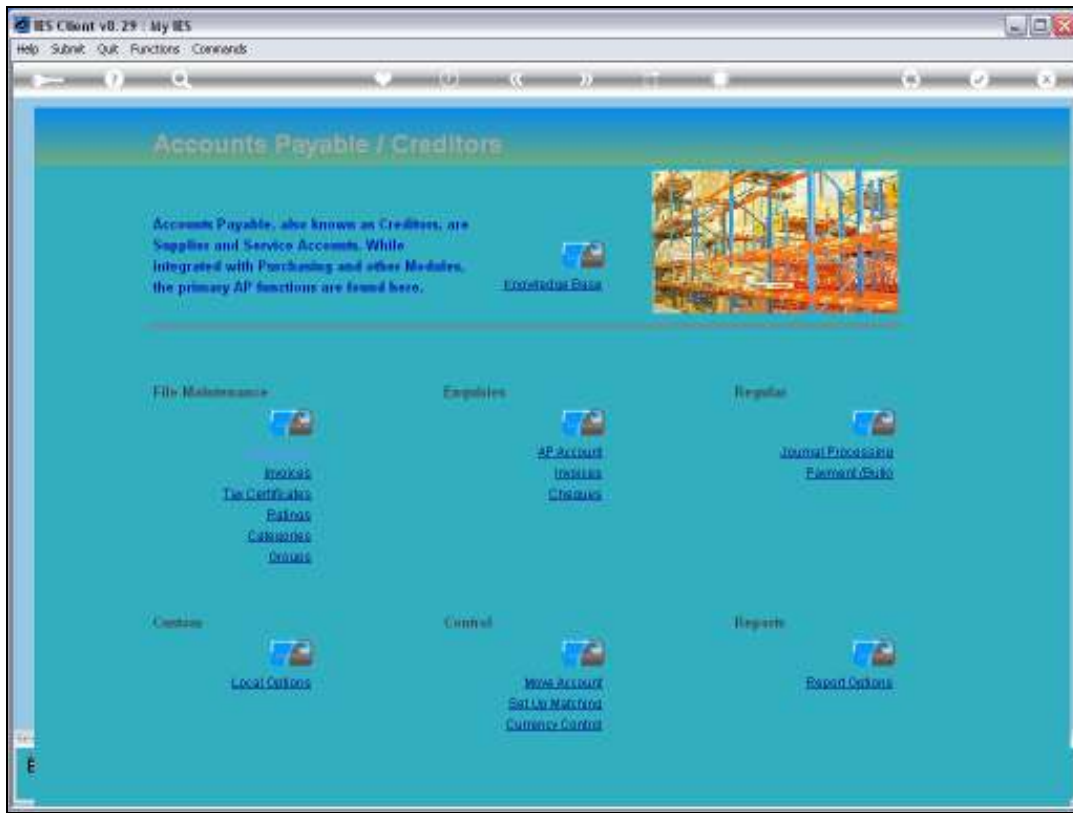 IES Client v8.29 : My IES
Help Submit Quit Functions Commands
Accounts Payable / Creditors
Accounts Payable, also known as Creditors, are
Supplier and Service Accounts. While
integrated with Purchasing and other Modules,
the primary AP functions are found here.
Knowledge Base
File Maintenance
Enquiries
Regular
AP Account
Journal Processing
Invoices
Invoices
Payment (Bulk)
Tax Certificates
Cheques
Ratings
Categories
Groups
Custom
Control
Reports
Local Options
Move Account
Report Options
Set Up Matching
Currency Control